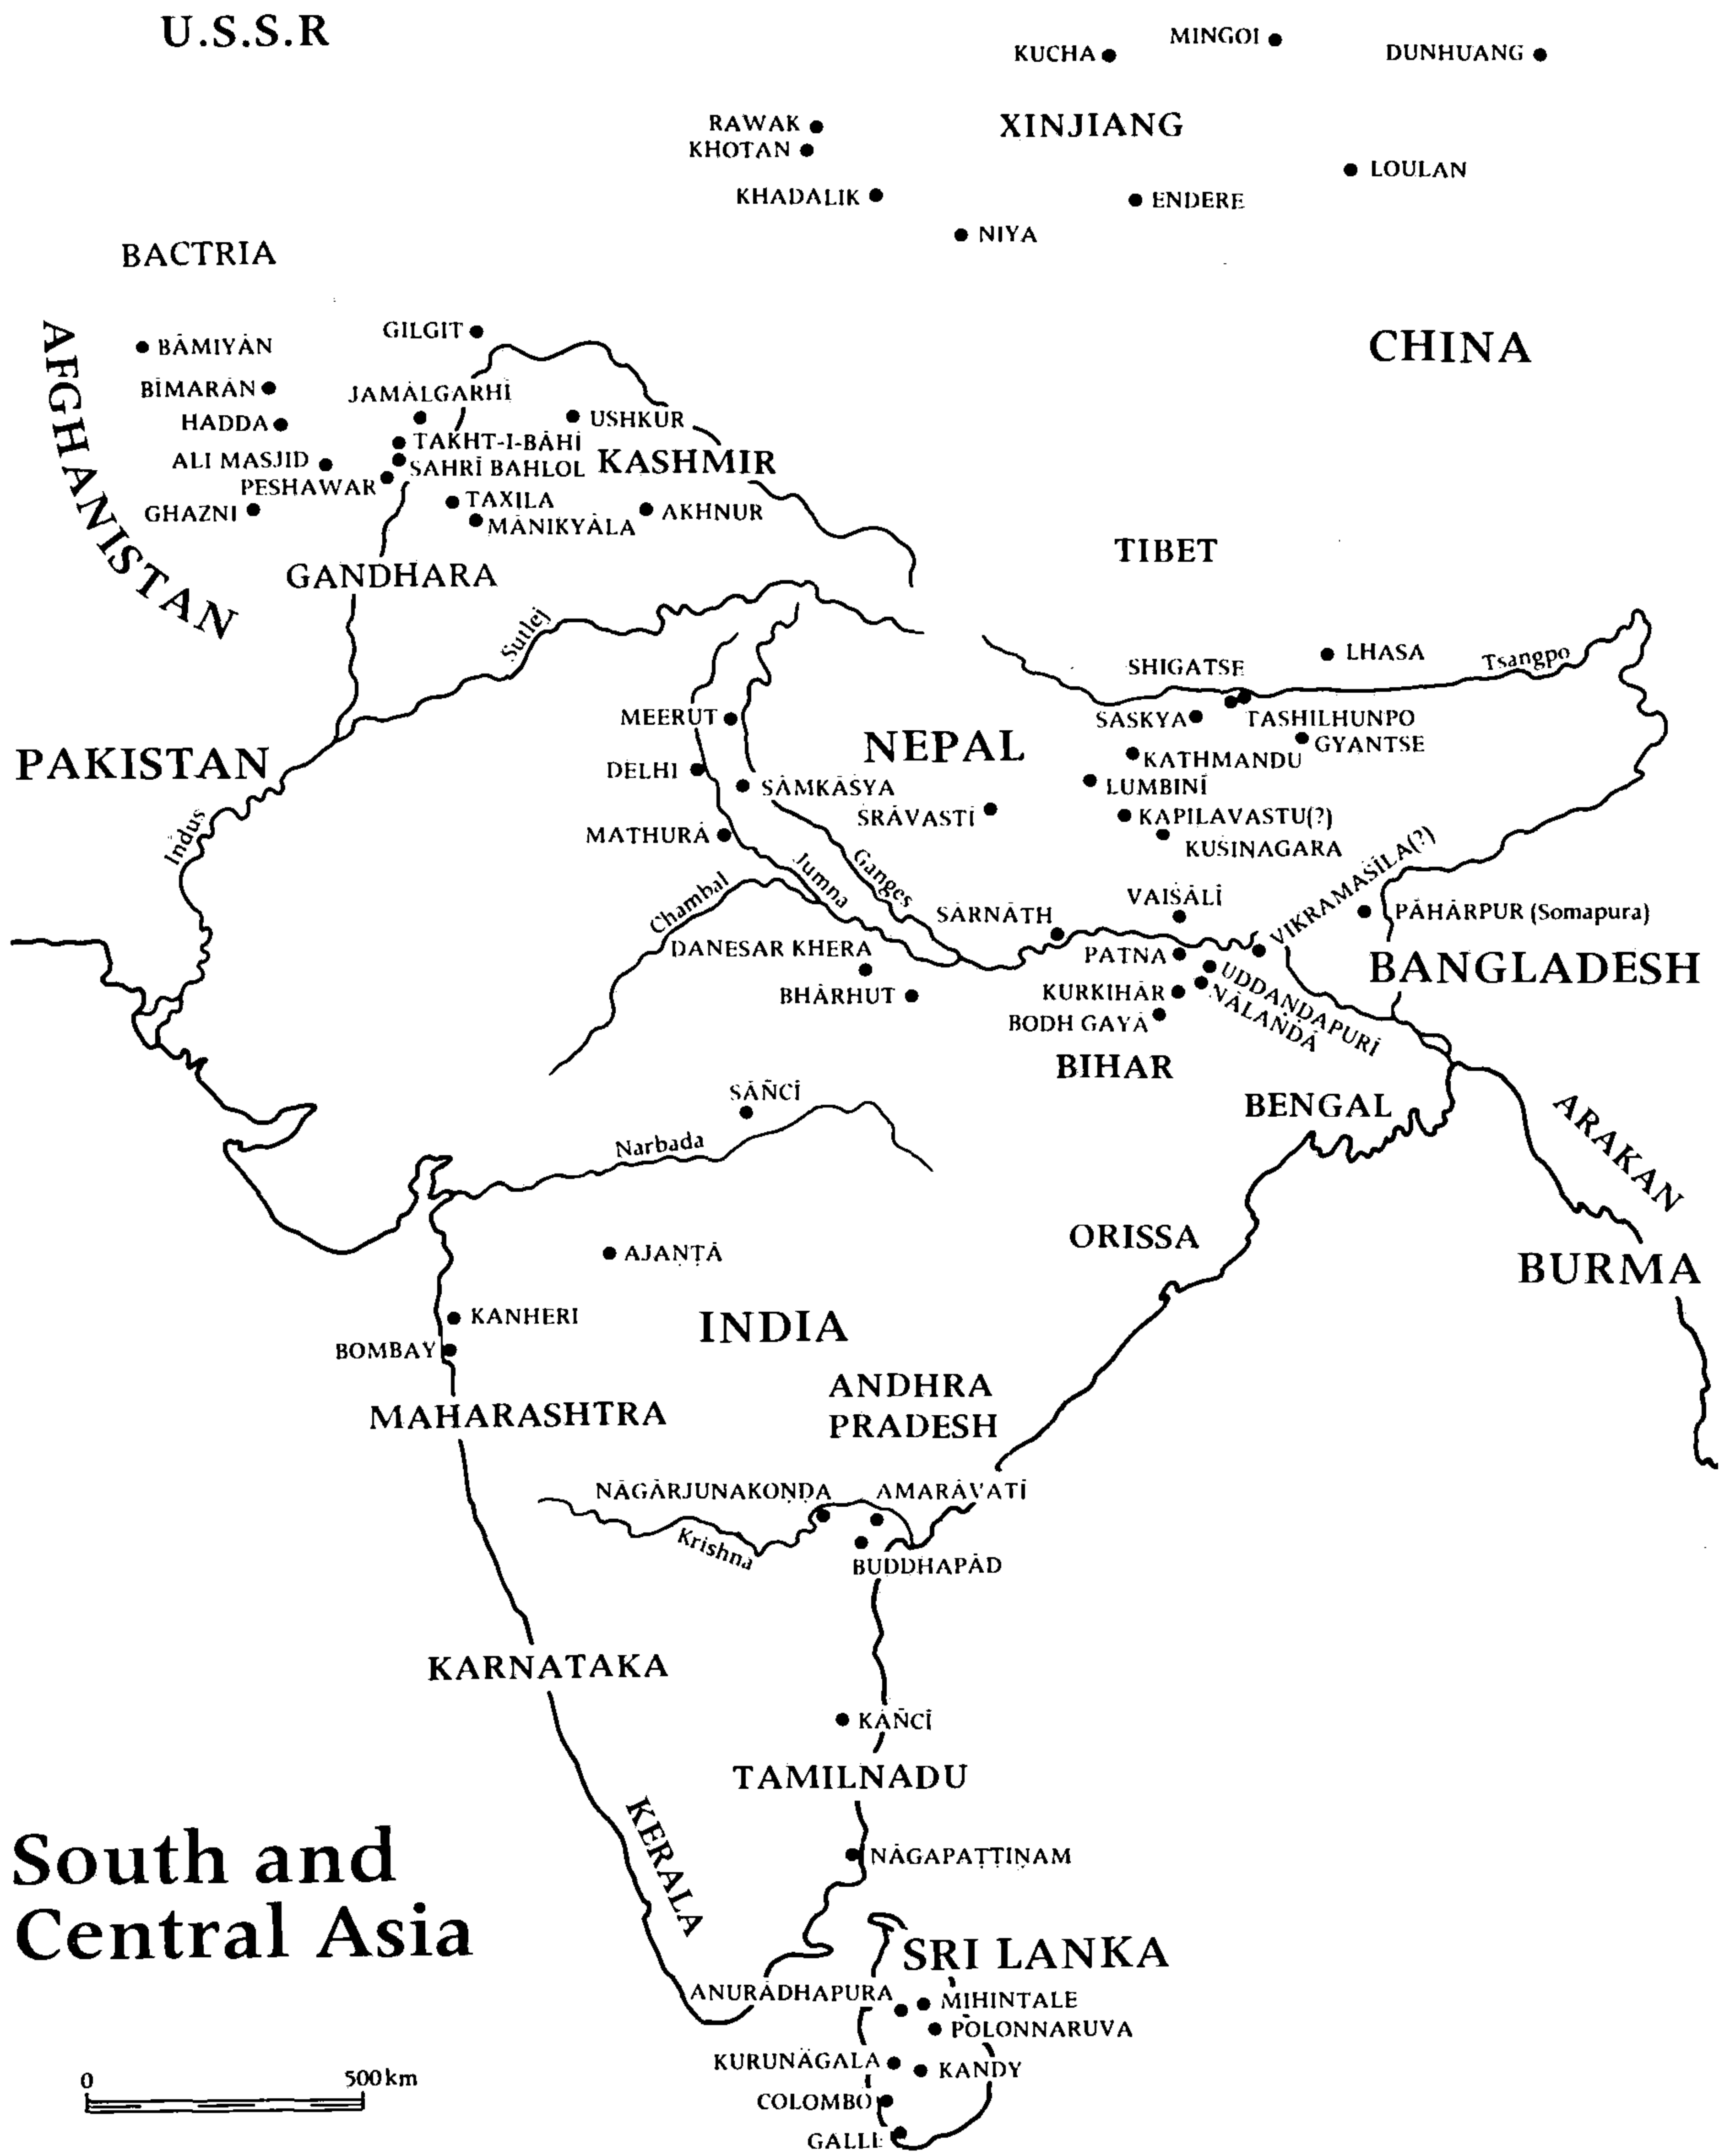 U.S.S.R
KUCHA
MINGOI
DUNHUANG
RAWAK
KHOTAN
XINJIANG
LOULAN
KHADALIK
ENDERE
NIYA
BACTRIA
AFGHANISTAN
BĀMIYĀN
GILGIT
CHINA
BĪMARĀN
JAMĀLGARHĪ
HADDA
USHKUR
TAKHT-I-BĀHĪ
ALI MASJID
SAHRĪ BAHLOL
KASHMIR
PESHAWAR
GHAZNI
TAXILA
MĀNIKYĀLA
AKHNUR
TIBET
GANDHARA
Sutlej
LHASA
Tsangpo
SHIGATSE
MEERUT
SASKYA
TASHILHUNPO
GYANTSE
NEPAL
KATHMANDU
PAKISTAN
DELHI
SĀMKĀŚYA
LUMBINĪ
ŚRĀVASTĪ
KAPILAVASTU(?)
MATHURĀ
KUŚINAGARA
Indus
Jumna
Ganges
Chambal
VIKRAMAŚĪLA(?)
VAIŚĀLĪ
SĀRNĀTH
PĀHĀRPUR (Somapura)
DANESAR KHERA
PATNA
BANGLADESH
UDDAṆḌAPURĪ
BHĀRHUT
KURKIHĀR
NĀLANDĀ
BODH GAYĀ
BIHAR
SĀÑCĪ
BENGAL
ARAKAN
Narbada
ORISSA
AJAṆṬĀ
BURMA
KANHERI
INDIA
BOMBAY
ANDHRA
PRADESH
MAHARASHTRA
NĀGĀRJUNAKOṆḌA
AMARĀVATĪ
Krishna
BUDDHAPĀD
KARNATAKA
KĀÑCĪ
TAMILNADU
KERALA
NĀGAPAṬṬIṆAM
South and
Central Asia
SRI LANKA
ANURĀDHAPURA
MIHINTALE
POLONNARUVA
KURUNĀGALA
KANDY
0
500km
COLOMBO
GALLE